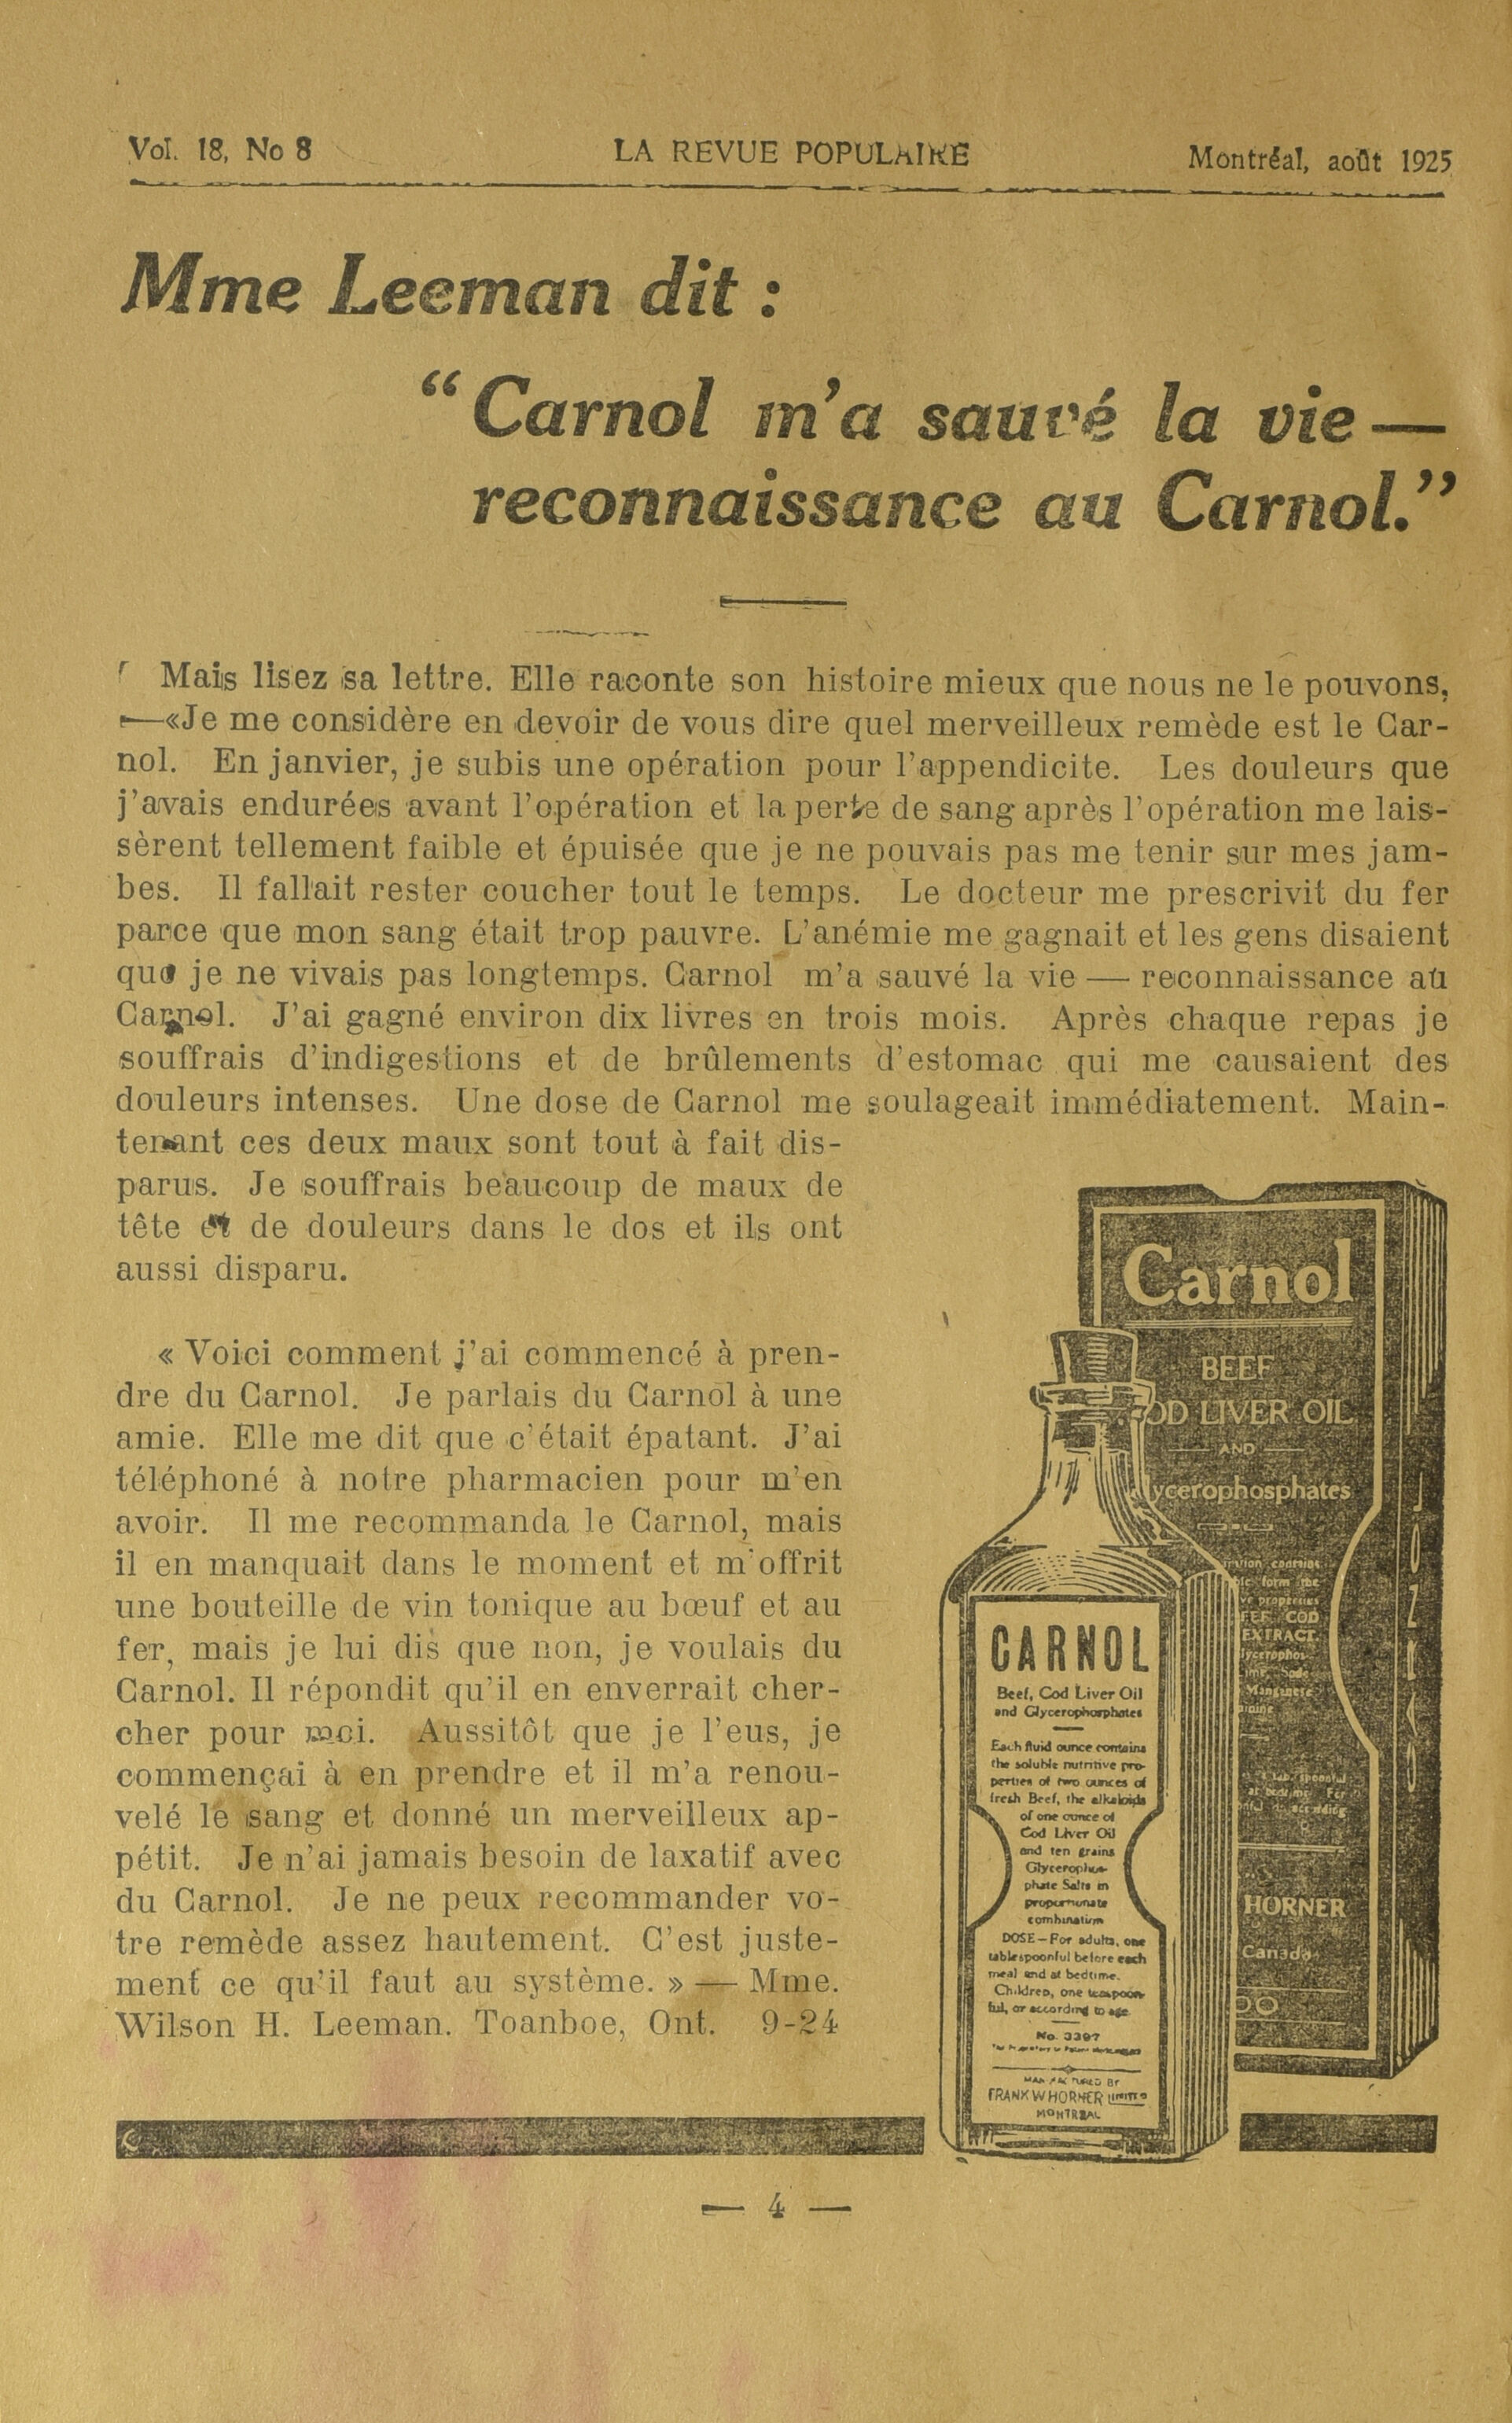 Vol. 18, No 8 LA REVUE POPULAIRE Montréal, août 1925
Mme Leeman dit :
“Carnol m’a sauvé la vie —
reconnaissance au Carnol.”
Mais lisez sa lettre. Elle raconte son histoire mieux que nous ne le pouvons,
—«Je me considère en devoir de vous dire quel merveilleux remède est le Car-
nol. En janvier, je subis une opération pour l’appendicite. Les douleurs que
j’avais endurées avant l’opération et la perte de sang après l’opération me lais-
sèrent tellement faible et épuisée que je ne pouvais pas me tenir sur mes jam-
bes. Il fallait rester coucher tout le temps. Le docteur me prescrivit du fer
parce que mon sang était trop pauvre. L’anémie me gagnait et les gens disaient
que je ne vivais pas longtemps. Carnol m’a sauvé la vie — reconnaissance au
Carnol. J’ai gagné environ dix livres en trois mois. Après chaque repas je
souffrais d’indigestions et de brûlements d’estomac qui me causaient des
douleurs intenses. Une dose de Carnol me soulageait immédiatement. Main-
tenant ces deux maux sont tout à fait dis-
parus. Je souffrais beaucoup de maux de
tête et de douleurs dans le dos et ils ont
aussi disparu.
« Voici comment j’ai commencé à pren-
dre du Carnol. Je parlais du Carnol à une
amie. Elle me dit que c’était épatant. J’ai
téléphoné à notre pharmacien pour m’en
avoir. Il me recommanda le Carnol, mais
il en manquait dans le moment et m’offrit
une bouteille de vin tonique au bœuf et au
fer, mais je lui dis que non, je voulais du
Carnol. Il répondit qu’il en enverrait cher-
cher pour moi. Aussitôt que je l’eus, je
commençai à en prendre et il m’a renou-
velé le sang et donné un merveilleux ap-
pétit. Je n’ai jamais besoin de laxatif avec
du Carnol. Je ne peux recommander vo-
tre remède assez hautement. C’est juste-
ment ce qu’il faut au système. » — Mme.
Wilson H. Leeman. Toanboe, Ont. 9-24
Carnol
BEEF
OD LIVER OIL
AND
lycerophosphates
COD
EXTRACT
HORNER
Canada
CARNOL
Beef, Cod Liver Oil
and Glycerophosphates
Each fluid ounce contains
the soluble nutritive pro-
perties of two ounces of
fresh Beef, the alkaloids
of one ounce of
Cod Liver Oil
and ten grains
Glycerophos-
phate Salts in
proportionate
combination
DOSE—For adults, one
tablespoonful before each
meal and at bedtime.
Children, one teaspoon-
ful, or according to age
No. 3397
MANUFACTURED BY
FRANK W HORNER LIMITED
MONTREAL
— 4 —